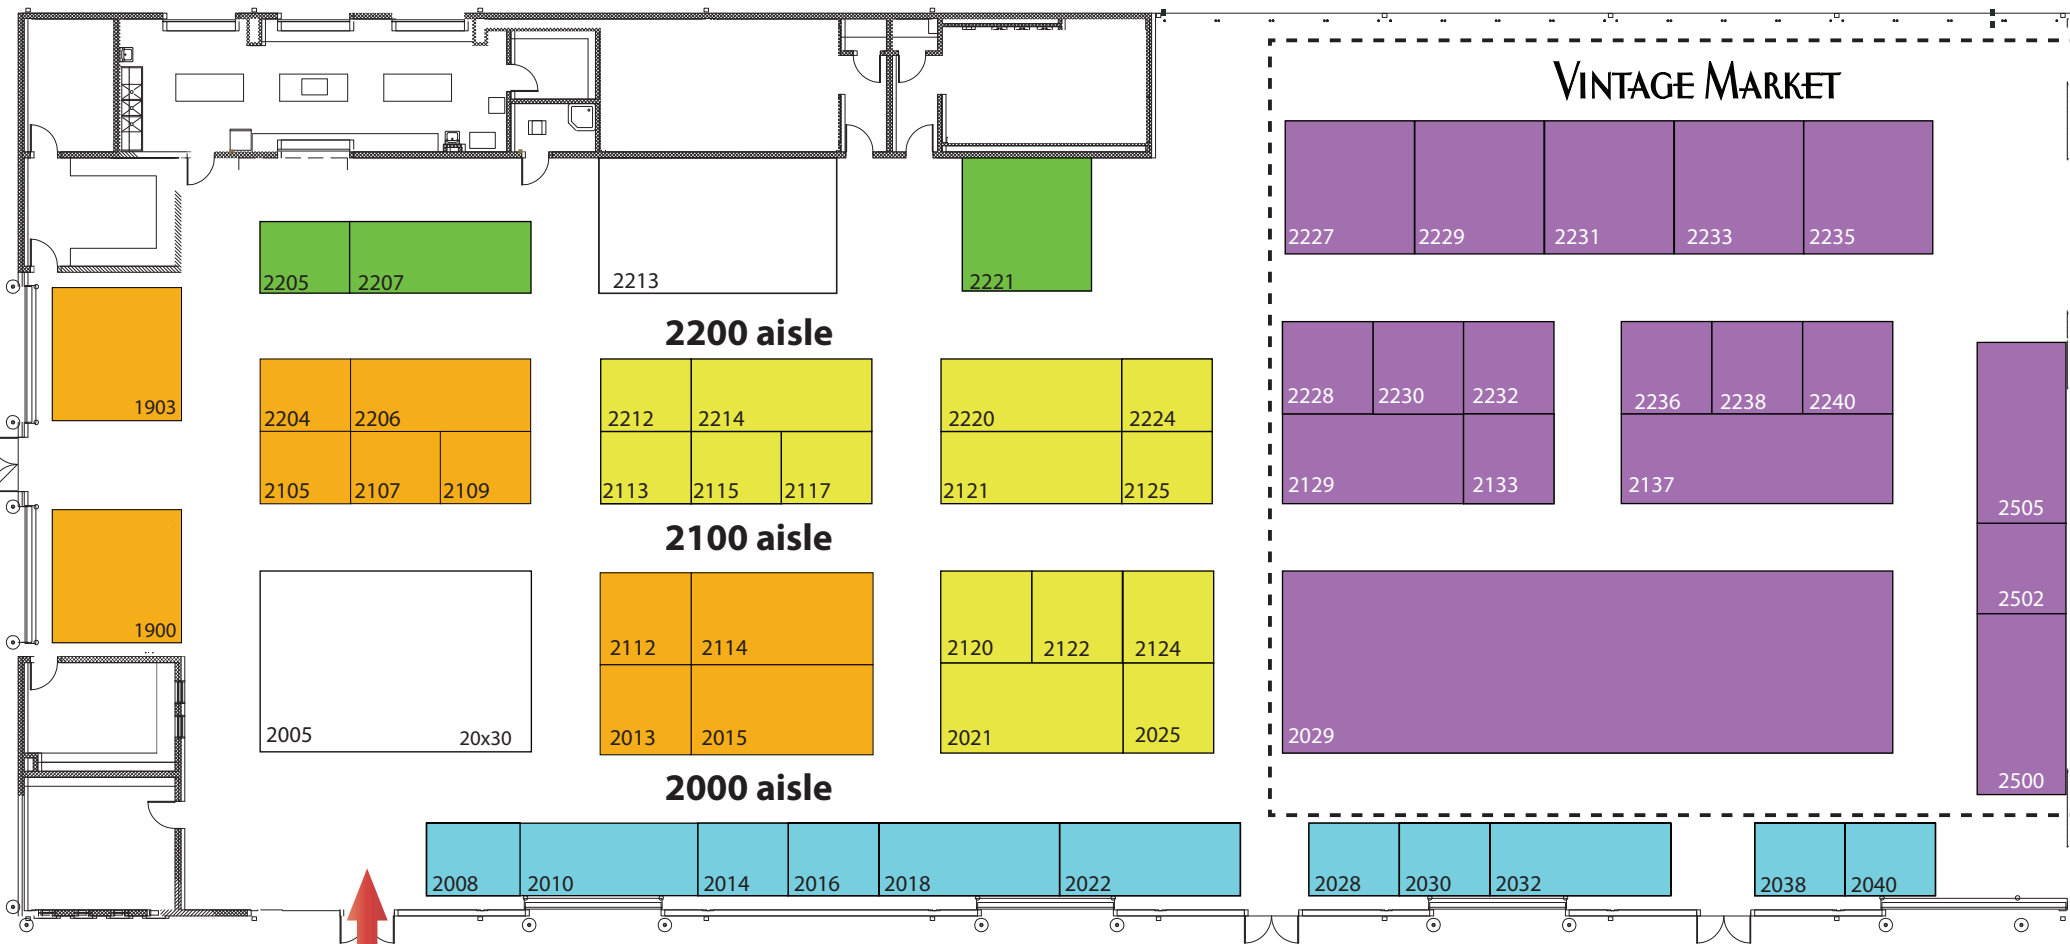 VINTAGE MARKET
2227 2229 2231 2233 2235
2205 2207 2213 2221
2200 aisle
1903
2204 2206 2212 2214 2220 2224 2228 2230 2232 2236 2238 2240
2105 2107 2109 2113 2115 2117 2121 2125 2129 2133 2137
2505
2100 aisle
2502
1900
2112 2114 2120 2122 2124
2005 20x30 2013 2015 2021 2025 2029
2500
2000 aisle
2008 2010 2014 2016 2018 2022 2028 2030 2032 2038 2040